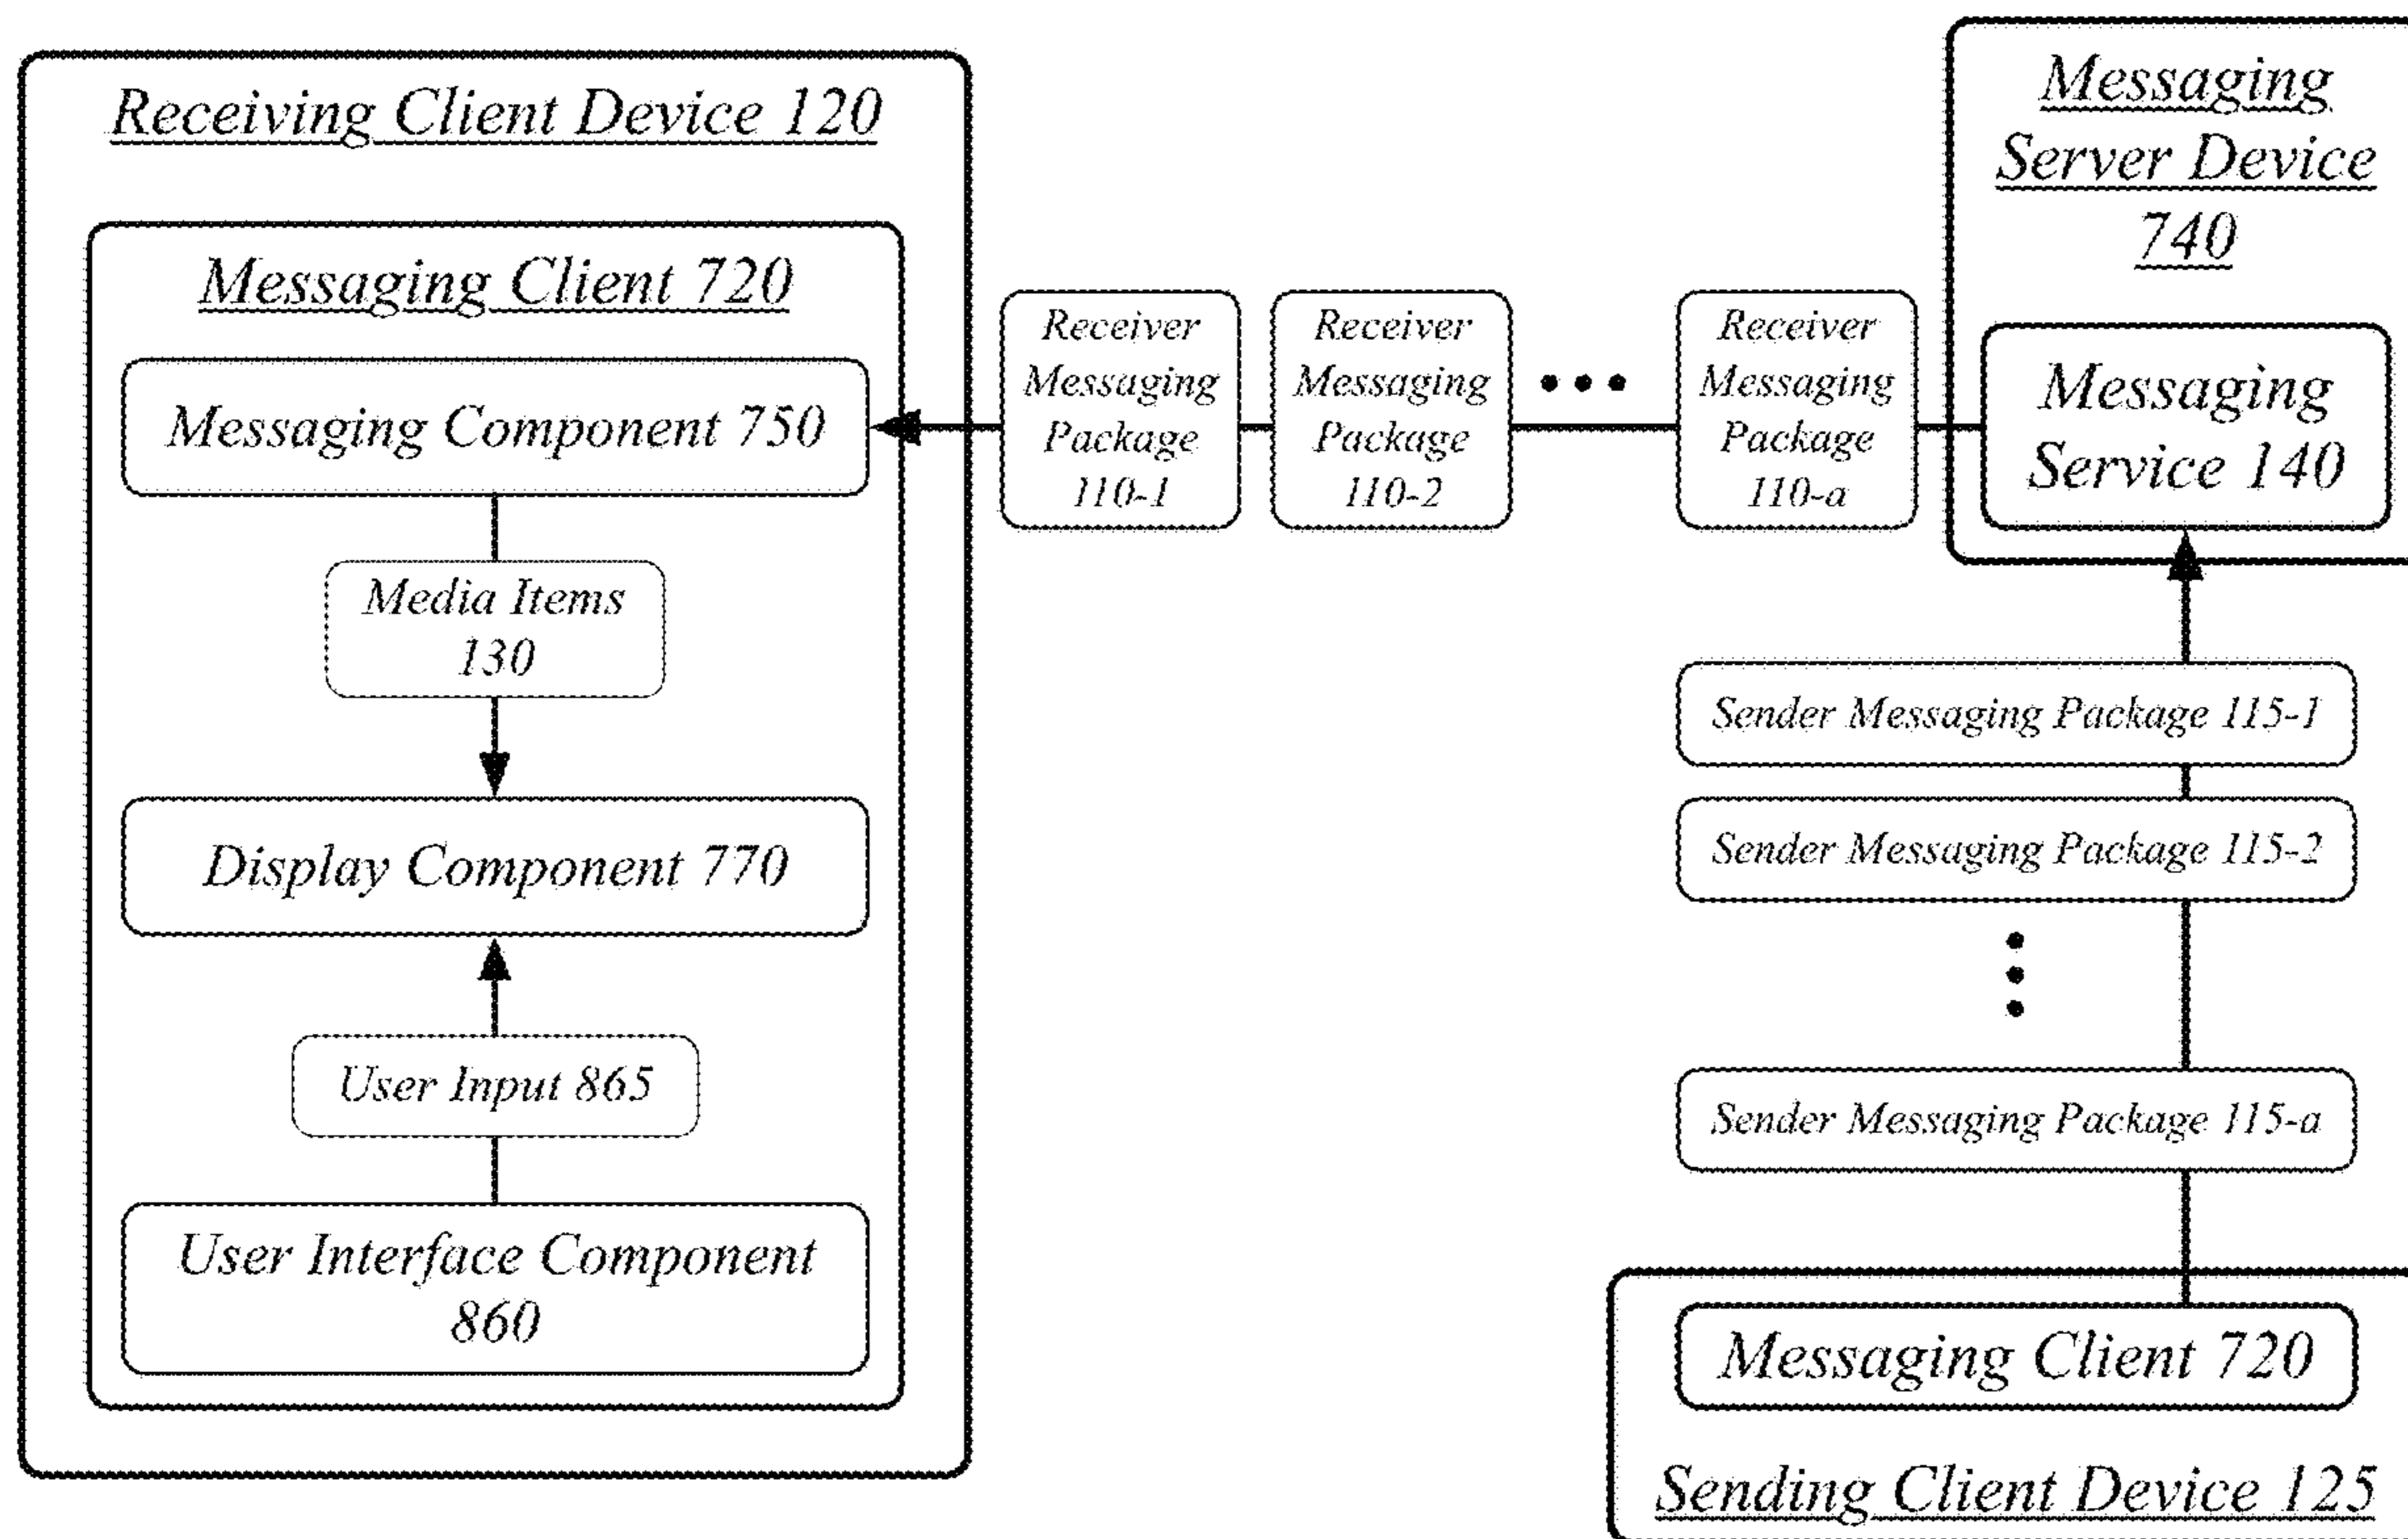 Receiving Client Device 120
Messaging Client 720
Messaging Component 750
Media Items
130
Display Component 770
User Input 865
User Interface Component
860
Receiver
Messaging
Package
110-1
Receiver
Messaging
Package
110-2
Receiver
Messaging
Package
110-a
Messaging
Server Device
740
Messaging
Service 140
Sender Messaging Package 115-1
Sender Messaging Package 115-2
Sender Messaging Package 115-a
Messaging Client 720
Sending Client Device 125